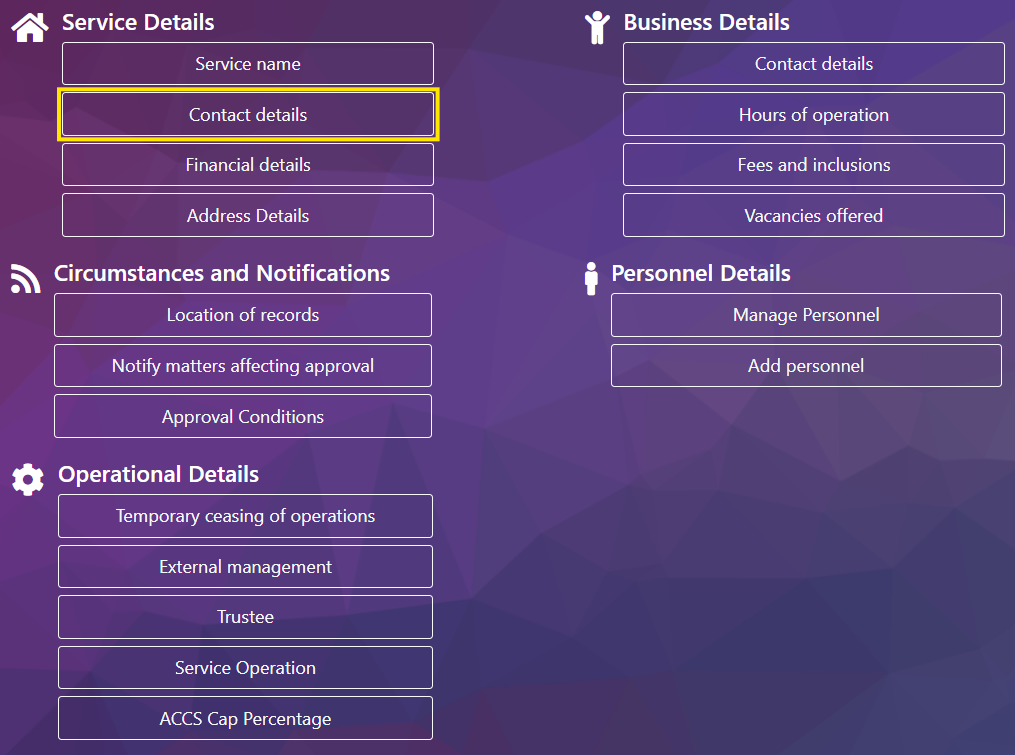 Service Details
Service name
Contact details
Financial details
Address Details
Business Details
Contact details
Hours of operation
Fees and inclusions
Vacancies offered
Circumstances and Notifications
Location of records
Notify matters affecting approval
Approval Conditions
Personnel Details
Manage Personnel
Add personnel
Operational Details
Temporary ceasing of operations
External management
Trustee
Service Operation
ACCS Cap Percentage